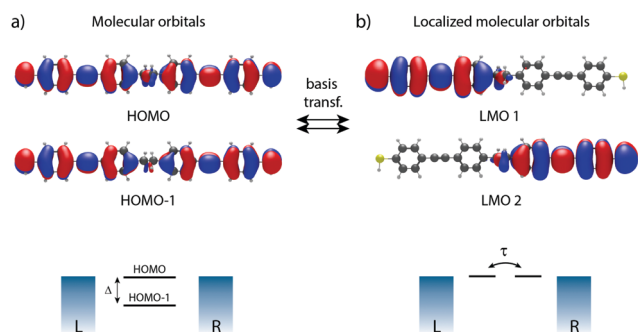 a)
Molecular orbitals
HOMO
HOMO-1
HOMO
Δ
HOMO-1
L
R
basis
transf.
b)
Localized molecular orbitals
LMO 1
LMO 2
τ
L
R